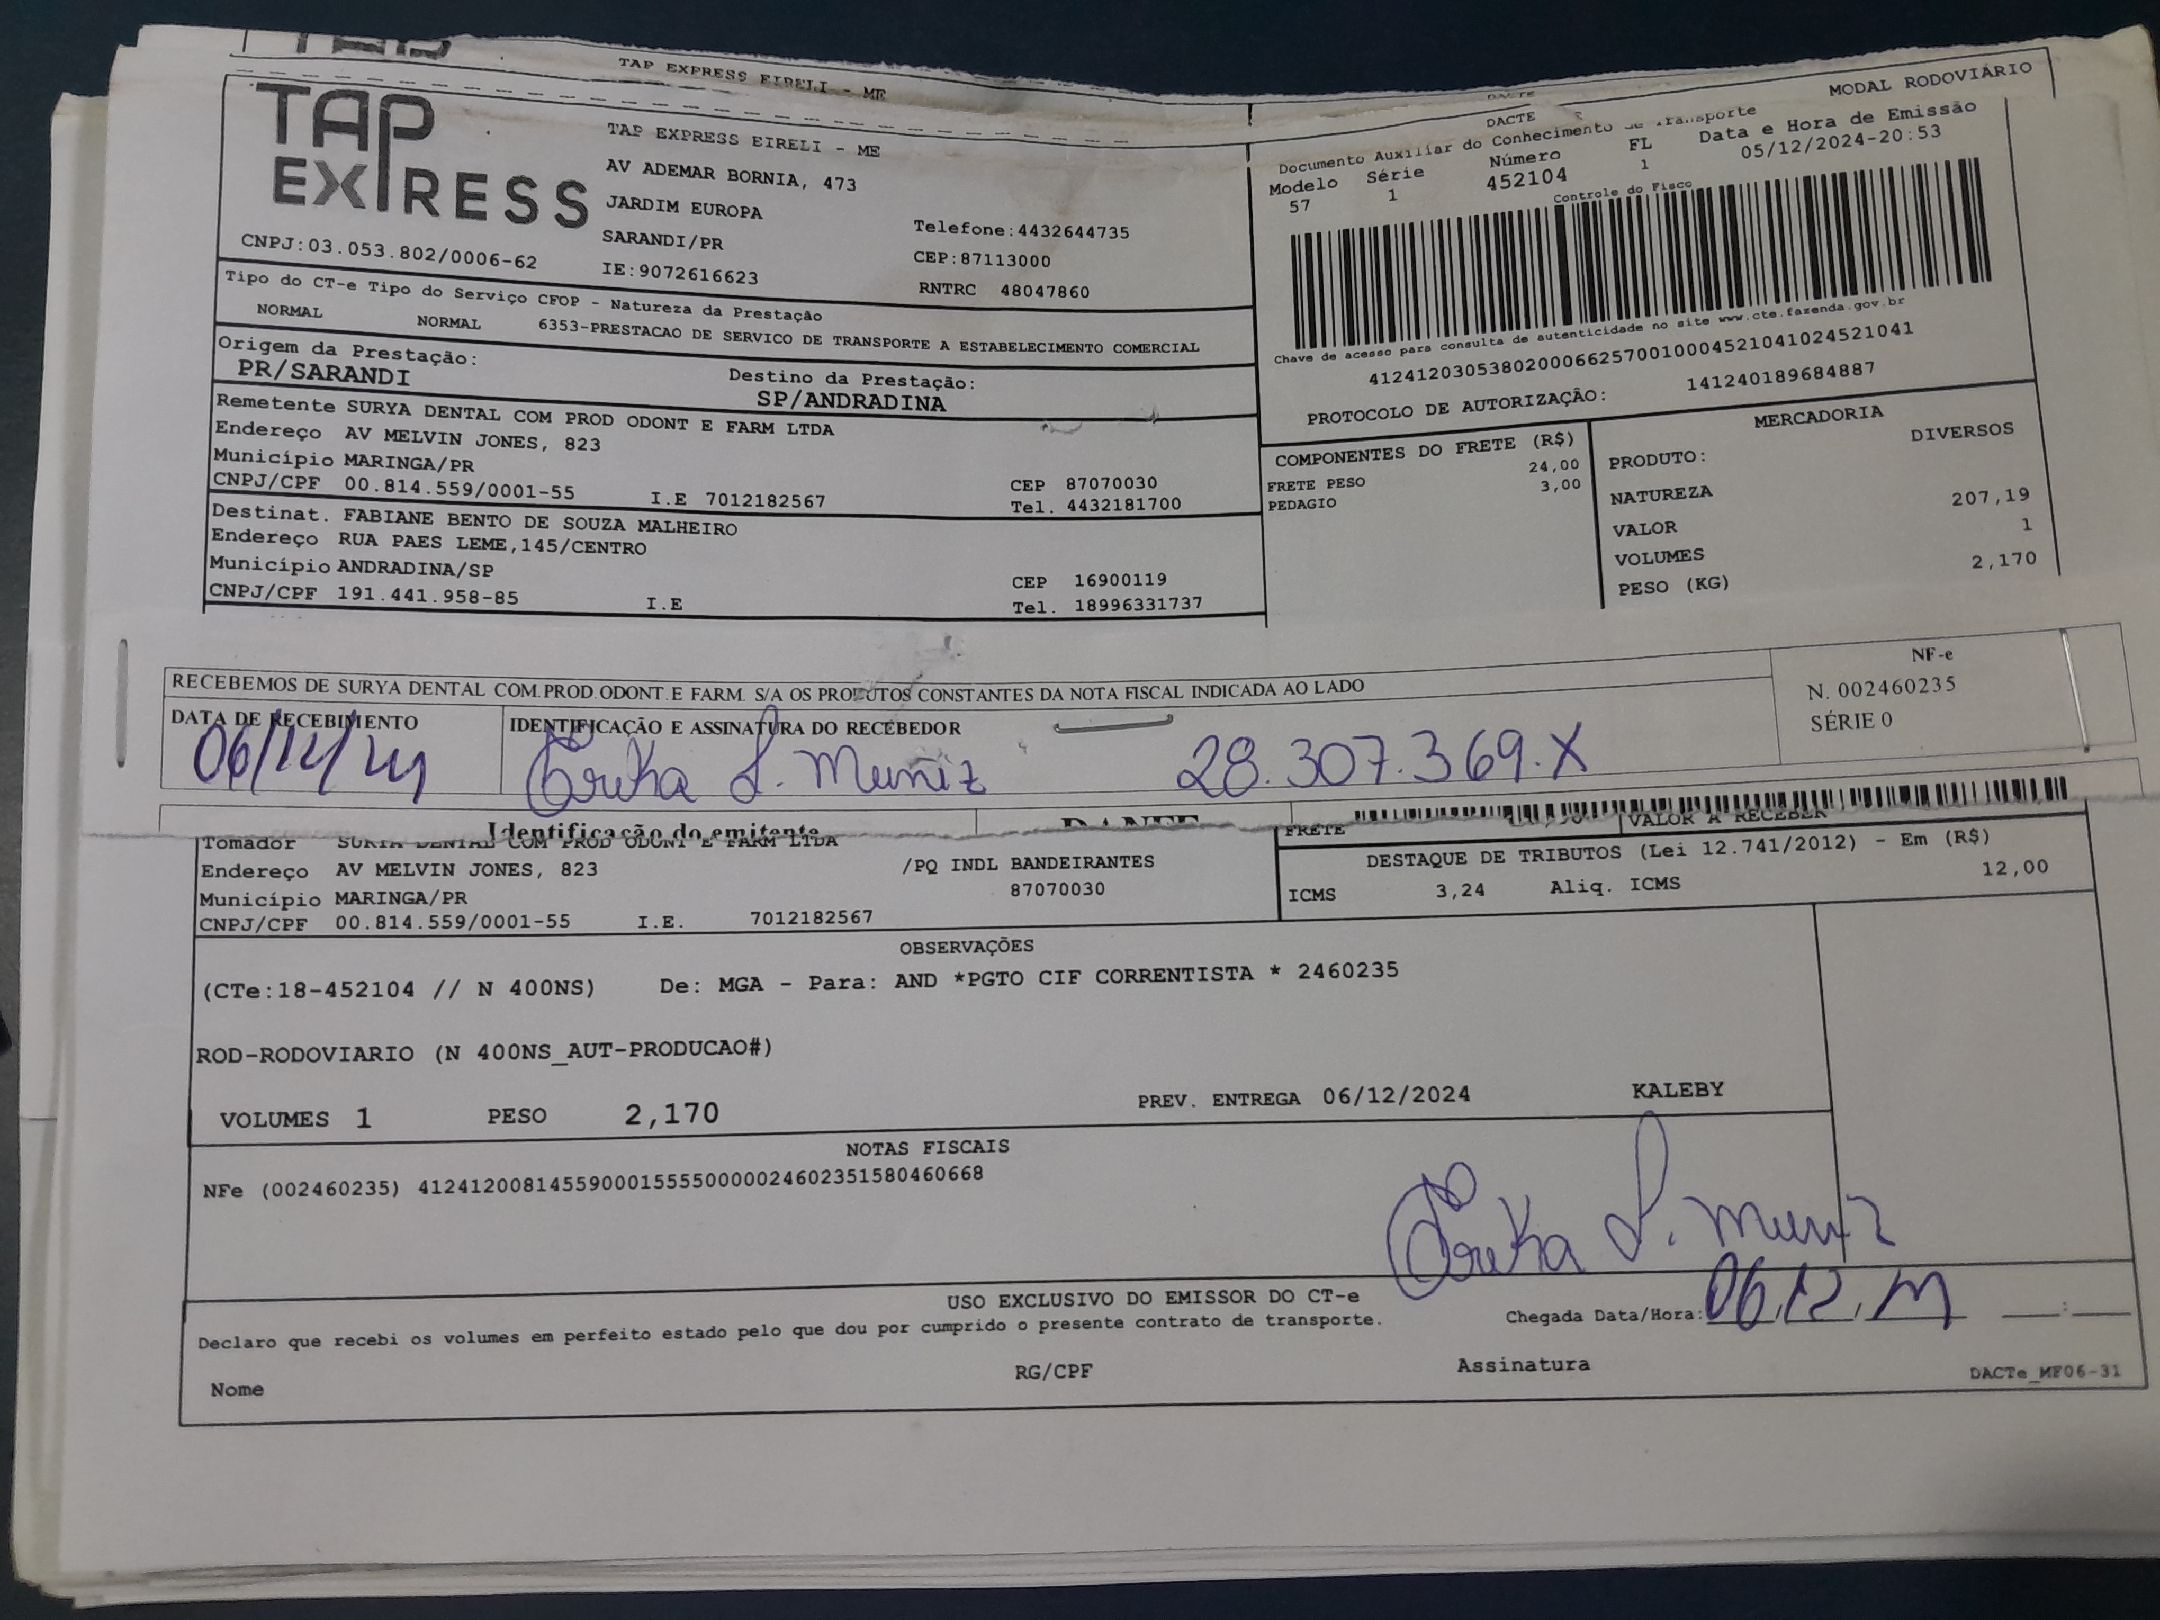 TAP EXPRESS EIRELI - ME
TAP EXPRESS
TAP EXPRESS EIRELI - ME
AV ADEMAR BORNIA, 473
JARDIM EUROPA
SARANDI/PR
IE:9072616623
Telefone:4432644735
CEP:87113000
RNTRC 48047860
CNPJ:03.053.802/0006-62
DACTE
MODAL RODOVIÁRIO
DACTE
Documento Auxiliar do Conhecimento de Transporte
Modelo Série Número FL Data e Hora de Emissão
57 1 452104 1 05/12/2024-20:53
Controle do Fisco
Chave de acesso para consulta de autenticidade no site www.cte.fazenda.gov.br
41241203053802000662570010004521041024521041
PROTOCOLO DE AUTORIZAÇÃO: 141240189684887
Tipo do CT-e Tipo do Serviço CFOP - Natureza da Prestação
NORMAL NORMAL 6353-PRESTACAO DE SERVICO DE TRANSPORTE A ESTABELECIMENTO COMERCIAL
Origem da Prestação: Destino da Prestação:
PR/SARANDI SP/ANDRADINA
Remetente SURYA DENTAL COM PROD ODONT E FARM LTDA
Endereço AV MELVIN JONES, 823
Município MARINGA/PR CEP 87070030
CNPJ/CPF 00.814.559/0001-55 I.E 7012182567 Tel. 4432181700
Destinat. FABIANE BENTO DE SOUZA MALHEIRO
Endereço RUA PAES LEME,145/CENTRO
Município ANDRADINA/SP CEP 16900119
CNPJ/CPF 191.441.958-85 I.E Tel. 18996331737
COMPONENTES DO FRETE (R$)
FRETE PESO 24,00
PEDAGIO 3,00
MERCADORIA
PRODUTO: DIVERSOS
NATUREZA
VALOR 207,19
VOLUMES 1
PESO (KG) 2,170
RECEBEMOS DE SURYA DENTAL COM.PROD.ODONT.E FARM. S/A OS PRODUTOS CONSTANTES DA NOTA FISCAL INDICADA AO LADO
DATA DE RECEBIMENTO IDENTIFICAÇÃO E ASSINATURA DO RECEBEDOR
06/12/24 Erika S. Muniz 28.307.369.X
NF-e
N. 002460235
SÉRIE 0
Identificação do emitente DANFE
Tomador SURYA DENTAL COM PROD ODONT E FARM LTDA
Endereço AV MELVIN JONES, 823 /PQ INDL BANDEIRANTES
Município MARINGA/PR 87070030
CNPJ/CPF 00.814.559/0001-55 I.E. 7012182567
FRETE VALOR A RECEBER
DESTAQUE DE TRIBUTOS (Lei 12.741/2012) - Em (R$)
ICMS 3,24 Aliq. ICMS 12,00
OBSERVAÇÕES
(CTe:18-452104 // N 400NS) De: MGA - Para: AND *PGTO CIF CORRENTISTA * 2460235
ROD-RODOVIARIO (N 400NS_AUT-PRODUCAO#)
VOLUMES 1 PESO 2,170 PREV. ENTREGA 06/12/2024 KALEBY
NOTAS FISCAIS
NFe (002460235) 41241200814559000155550000024602351580460668
Erika S. Muniz
USO EXCLUSIVO DO EMISSOR DO CT-e
Declaro que recebi os volumes em perfeito estado pelo que dou por cumprido o presente contrato de transporte.
Chegada Data/Hora: 06/12/24 __:__
Nome RG/CPF Assinatura
DACTe_MF06-31